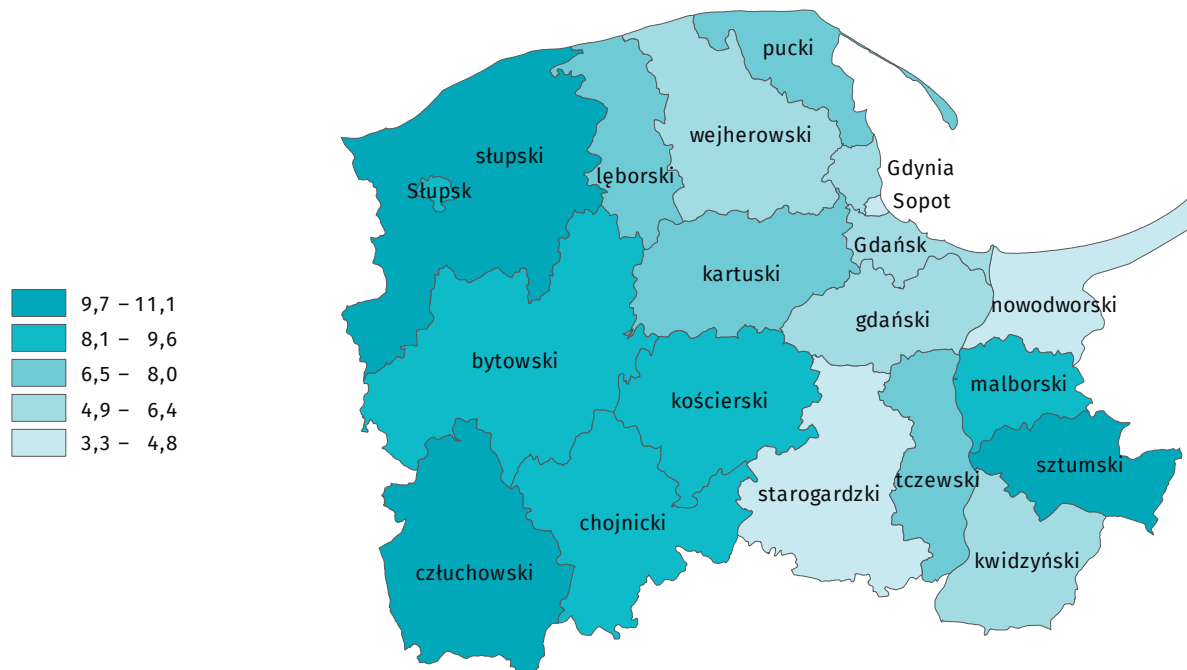 pucki
wejherowski
słupski
Gdynia
lęborski
Słupsk
Sopot
Gdańsk
kartuski
9,7 – 11,1
nowodworski
gdański
8,1 – 9,6
bytowski
6,5 – 8,0
malborski
kościerski
4,9 – 6,4
3,3 – 4,8
sztumski
tczewski
starogardzki
chojnicki
kwidzyński
człuchowski